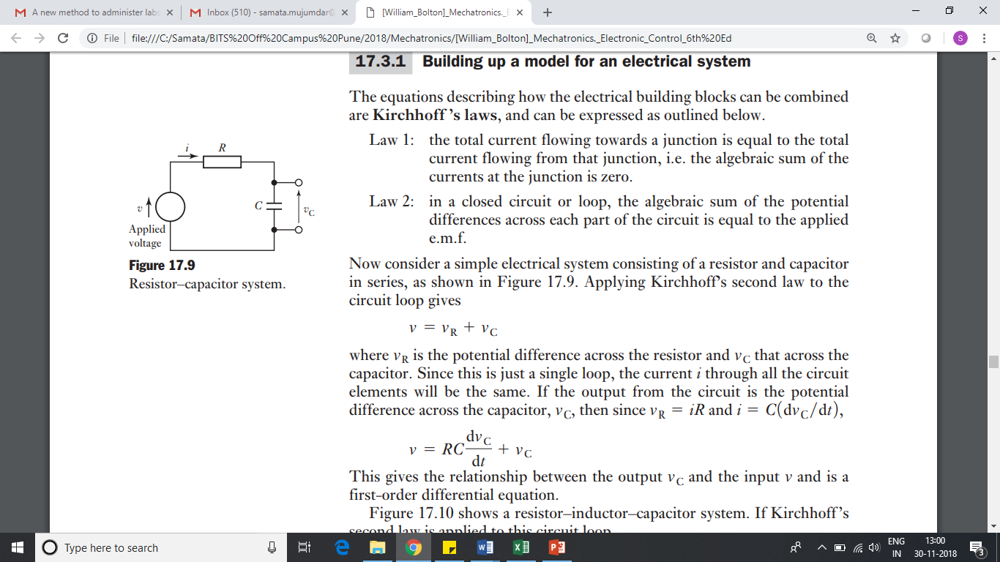 A new method to administer labs
Inbox (510) - samata.mujumdar@
[William_Bolton]_Mechatronics._E
File | file:///C:/Samata/BITS%20Off%20Campus%20Pune/2018/Mechatronics/[William_Bolton]_Mechatronics._Electronic_Control_6th%20Ed
S
17.3.1 Building up a model for an electrical system
The equations describing how the electrical building blocks can be combined
are Kirchhoff's laws, and can be expressed as outlined below.
Law 1: the total current flowing towards a junction is equal to the total
current flowing from that junction, i.e. the algebraic sum of the
currents at the junction is zero.
Law 2: in a closed circuit or loop, the algebraic sum of the potential
differences across each part of the circuit is equal to the applied
e.m.f.
i R
v
C
vC
Applied
voltage
Figure 17.9
Resistor–capacitor system.
Now consider a simple electrical system consisting of a resistor and capacitor
in series, as shown in Figure 17.9. Applying Kirchhoff's second law to the
circuit loop gives
v = vR + vC
where vR is the potential difference across the resistor and vC that across the
capacitor. Since this is just a single loop, the current i through all the circuit
elements will be the same. If the output from the circuit is the potential
difference across the capacitor, vC, then since vR = iR and i = C(dvC/dt),
v = RC dvC/dt + vC
This gives the relationship between the output vC and the input v and is a
first-order differential equation.
Figure 17.10 shows a resistor–inductor–capacitor system. If Kirchhoff's
second law is applied to this circuit loop
Type here to search
ENG
IN
13:00
30-11-2018
3